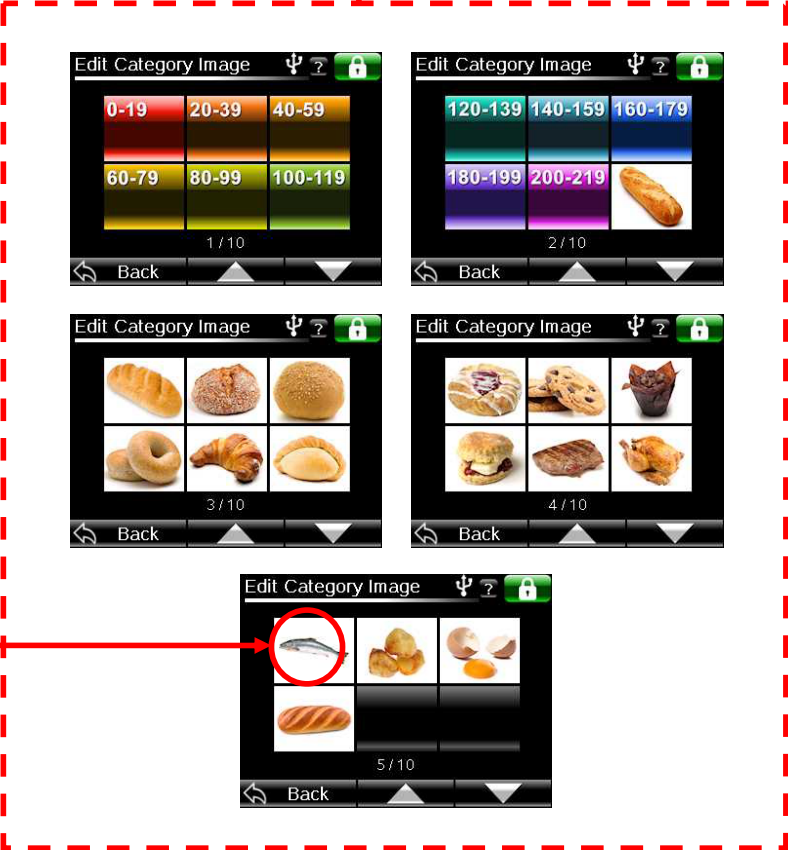 Edit Category Image ?
0-19 20-39 40-59
60-79 80-99 100-119
1/10
Back
Edit Category Image ?
120-139 140-159 160-179
180-199 200-219
2/10
Back
Edit Category Image ?
3/10
Back
Edit Category Image ?
4/10
Back
Edit Category Image ?
5/10
Back